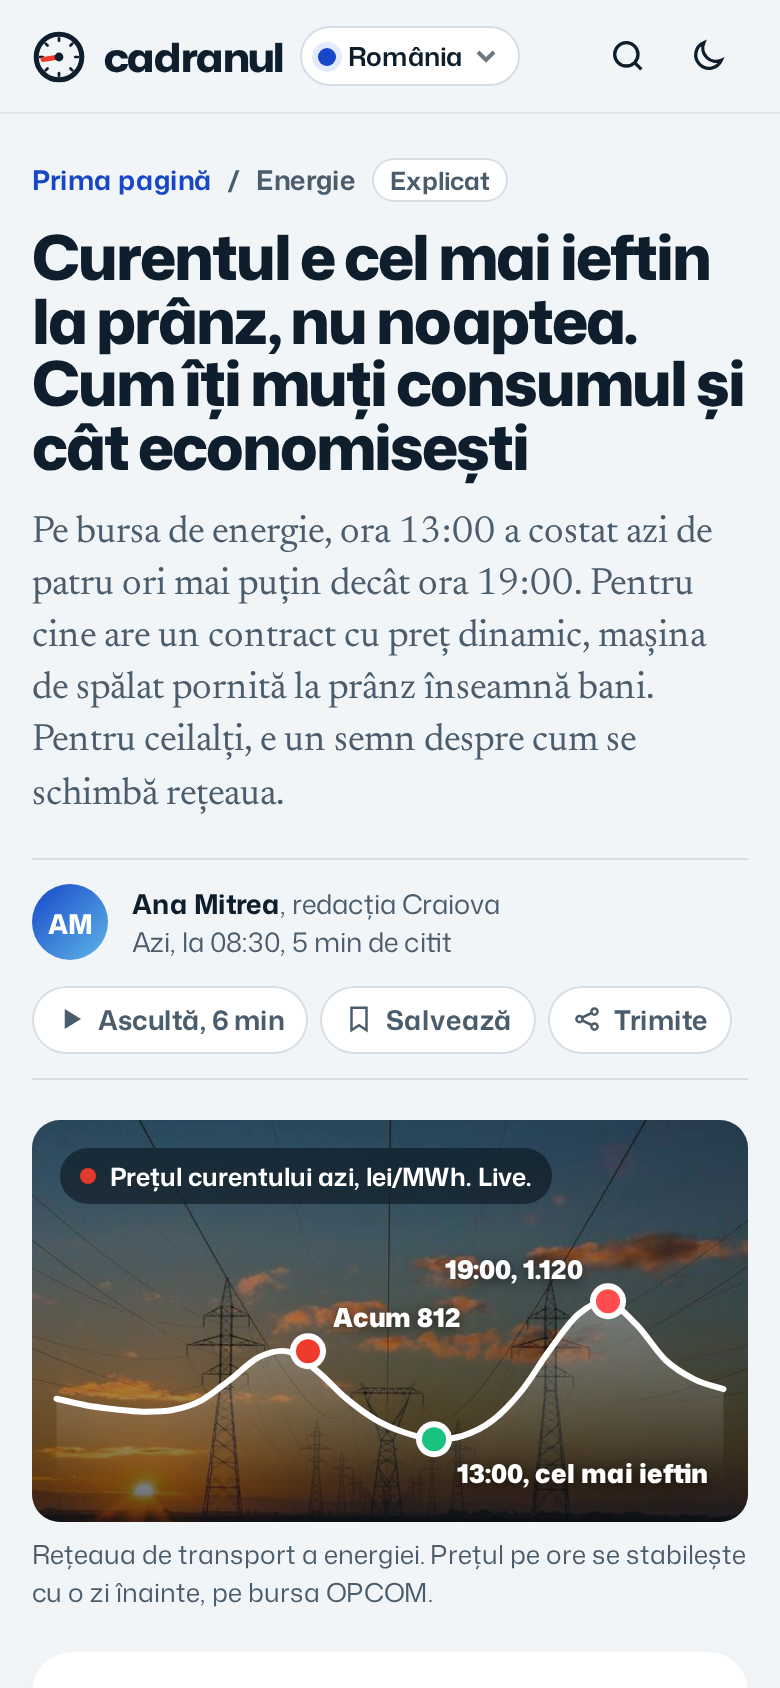 cadranul
România
Prima pagină / Energie Explicat
Curentul e cel mai ieftin
la prânz, nu noaptea.
Cum îți muți consumul și
cât economisești
Pe bursa de energie, ora 13:00 a costat azi de
patru ori mai puțin decât ora 19:00. Pentru
cine are un contract cu preț dinamic, mașina
de spălat pornită la prânz înseamnă bani.
Pentru ceilalți, e un semn despre cum se
schimbă rețeaua.
AM
Ana Mitrea, redacția Craiova
Azi, la 08:30, 5 min de citit
Ascultă, 6 min
Salvează
Trimite
Prețul curentului azi, lei/MWh. Live.
19:00, 1.120
Acum 812
13:00, cel mai ieftin
Rețeaua de transport a energiei. Prețul pe ore se stabilește
cu o zi înainte, pe bursa OPCOM.